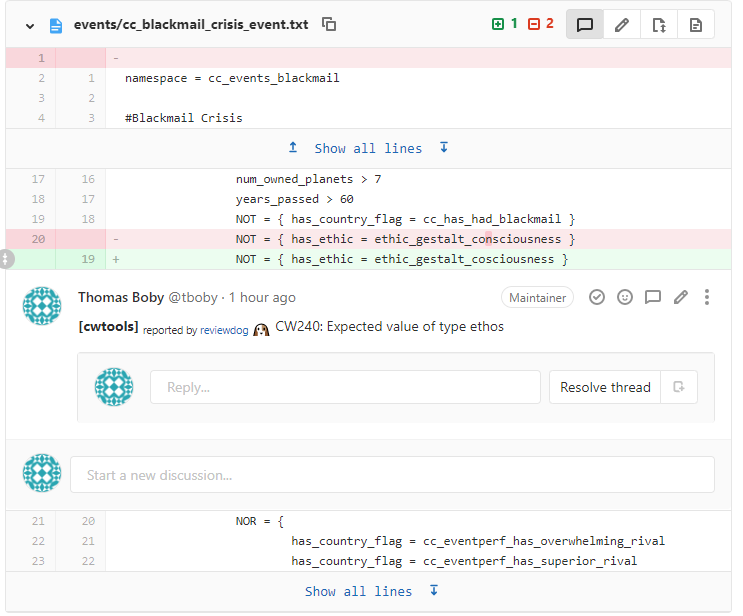 events/cc_blackmail_crisis_event.txt 1 2
1 -
2 1 namespace = cc_events_blackmail
3 2
4 3 #Blackmail Crisis
Show all lines
17 16 num_owned_planets > 7
18 17 years_passed > 60
19 18 NOT = { has_country_flag = cc_has_had_blackmail }
20 - NOT = { has_ethic = ethic_gestalt_consciousness }
19 + NOT = { has_ethic = ethic_gestalt_cosciousness }
Thomas Boby @tboby · 1 hour ago Maintainer
[cwtools] reported by reviewdog CW240: Expected value of type ethos
Reply... Resolve thread
Start a new discussion...
21 20 NOR = {
22 21 has_country_flag = cc_eventperf_has_overwhelming_rival
23 22 has_country_flag = cc_eventperf_has_superior_rival
Show all lines